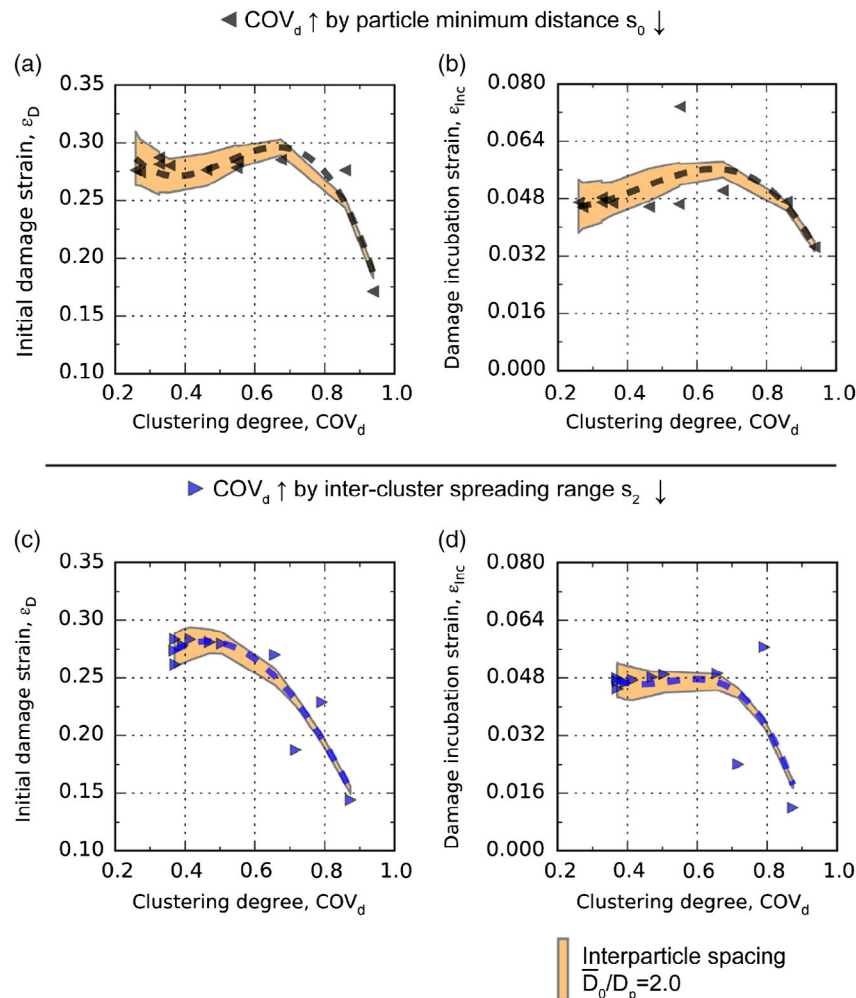 COV_d ↑ by particle minimum distance s_0 ↓
(a)
Initial damage strain, ε_D
0.35
0.30
0.25
0.20
0.15
0.10
0.2 0.4 0.6 0.8 1.0
Clustering degree, COV_d
(b)
Damage incubation strain, ε_Inc
0.080
0.064
0.048
0.032
0.016
0.000
0.2 0.4 0.6 0.8 1.0
Clustering degree, COV_d
COV_d ↑ by inter-cluster spreading range s_2 ↓
(c)
Initial damage strain, ε_D
0.35
0.30
0.25
0.20
0.15
0.10
0.2 0.4 0.6 0.8 1.0
Clustering degree, COV_d
(d)
Damage incubation strain, ε_Inc
0.080
0.064
0.048
0.032
0.016
0.000
0.2 0.4 0.6 0.8 1.0
Clustering degree, COV_d
Interparticle spacing
D̅_0/D_p=2.0